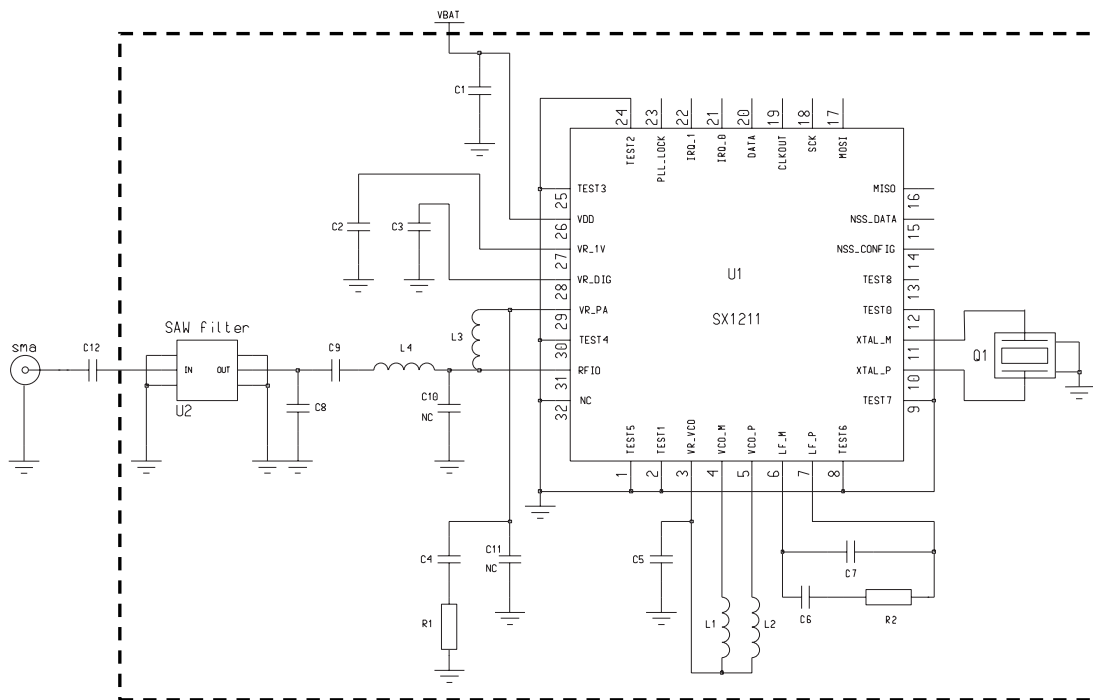 VBAT
C1
24
23
22
21
20
19
18
17
TEST2
PLL_LOCK
IRQ_1
IRQ_0
DATA
CLKOUT
SCK
MOSI
TEST3
25
VDD
26
VR_1V
27
VR_DIG
28
VR_PA
29
TEST4
30
RFIO
31
NC
32
MISO
16
NSS_DATA
15
NSS_CONFIG
14
TEST8
13
TEST0
12
XTAL_M
11
XTAL_P
10
TEST7
9
U1
SX1211
C2
C3
Q1
SAW filter
sma
C12
IN
OUT
U2
C9
L4
L3
C8
C10
NC
TEST5
TEST1
VR_VCO
VCO_M
VCO_P
LF_M
LF_P
TEST6
1
2
3
4
5
6
7
8
C4
C11
NC
C5
C7
C6
R2
R1
L1
L2